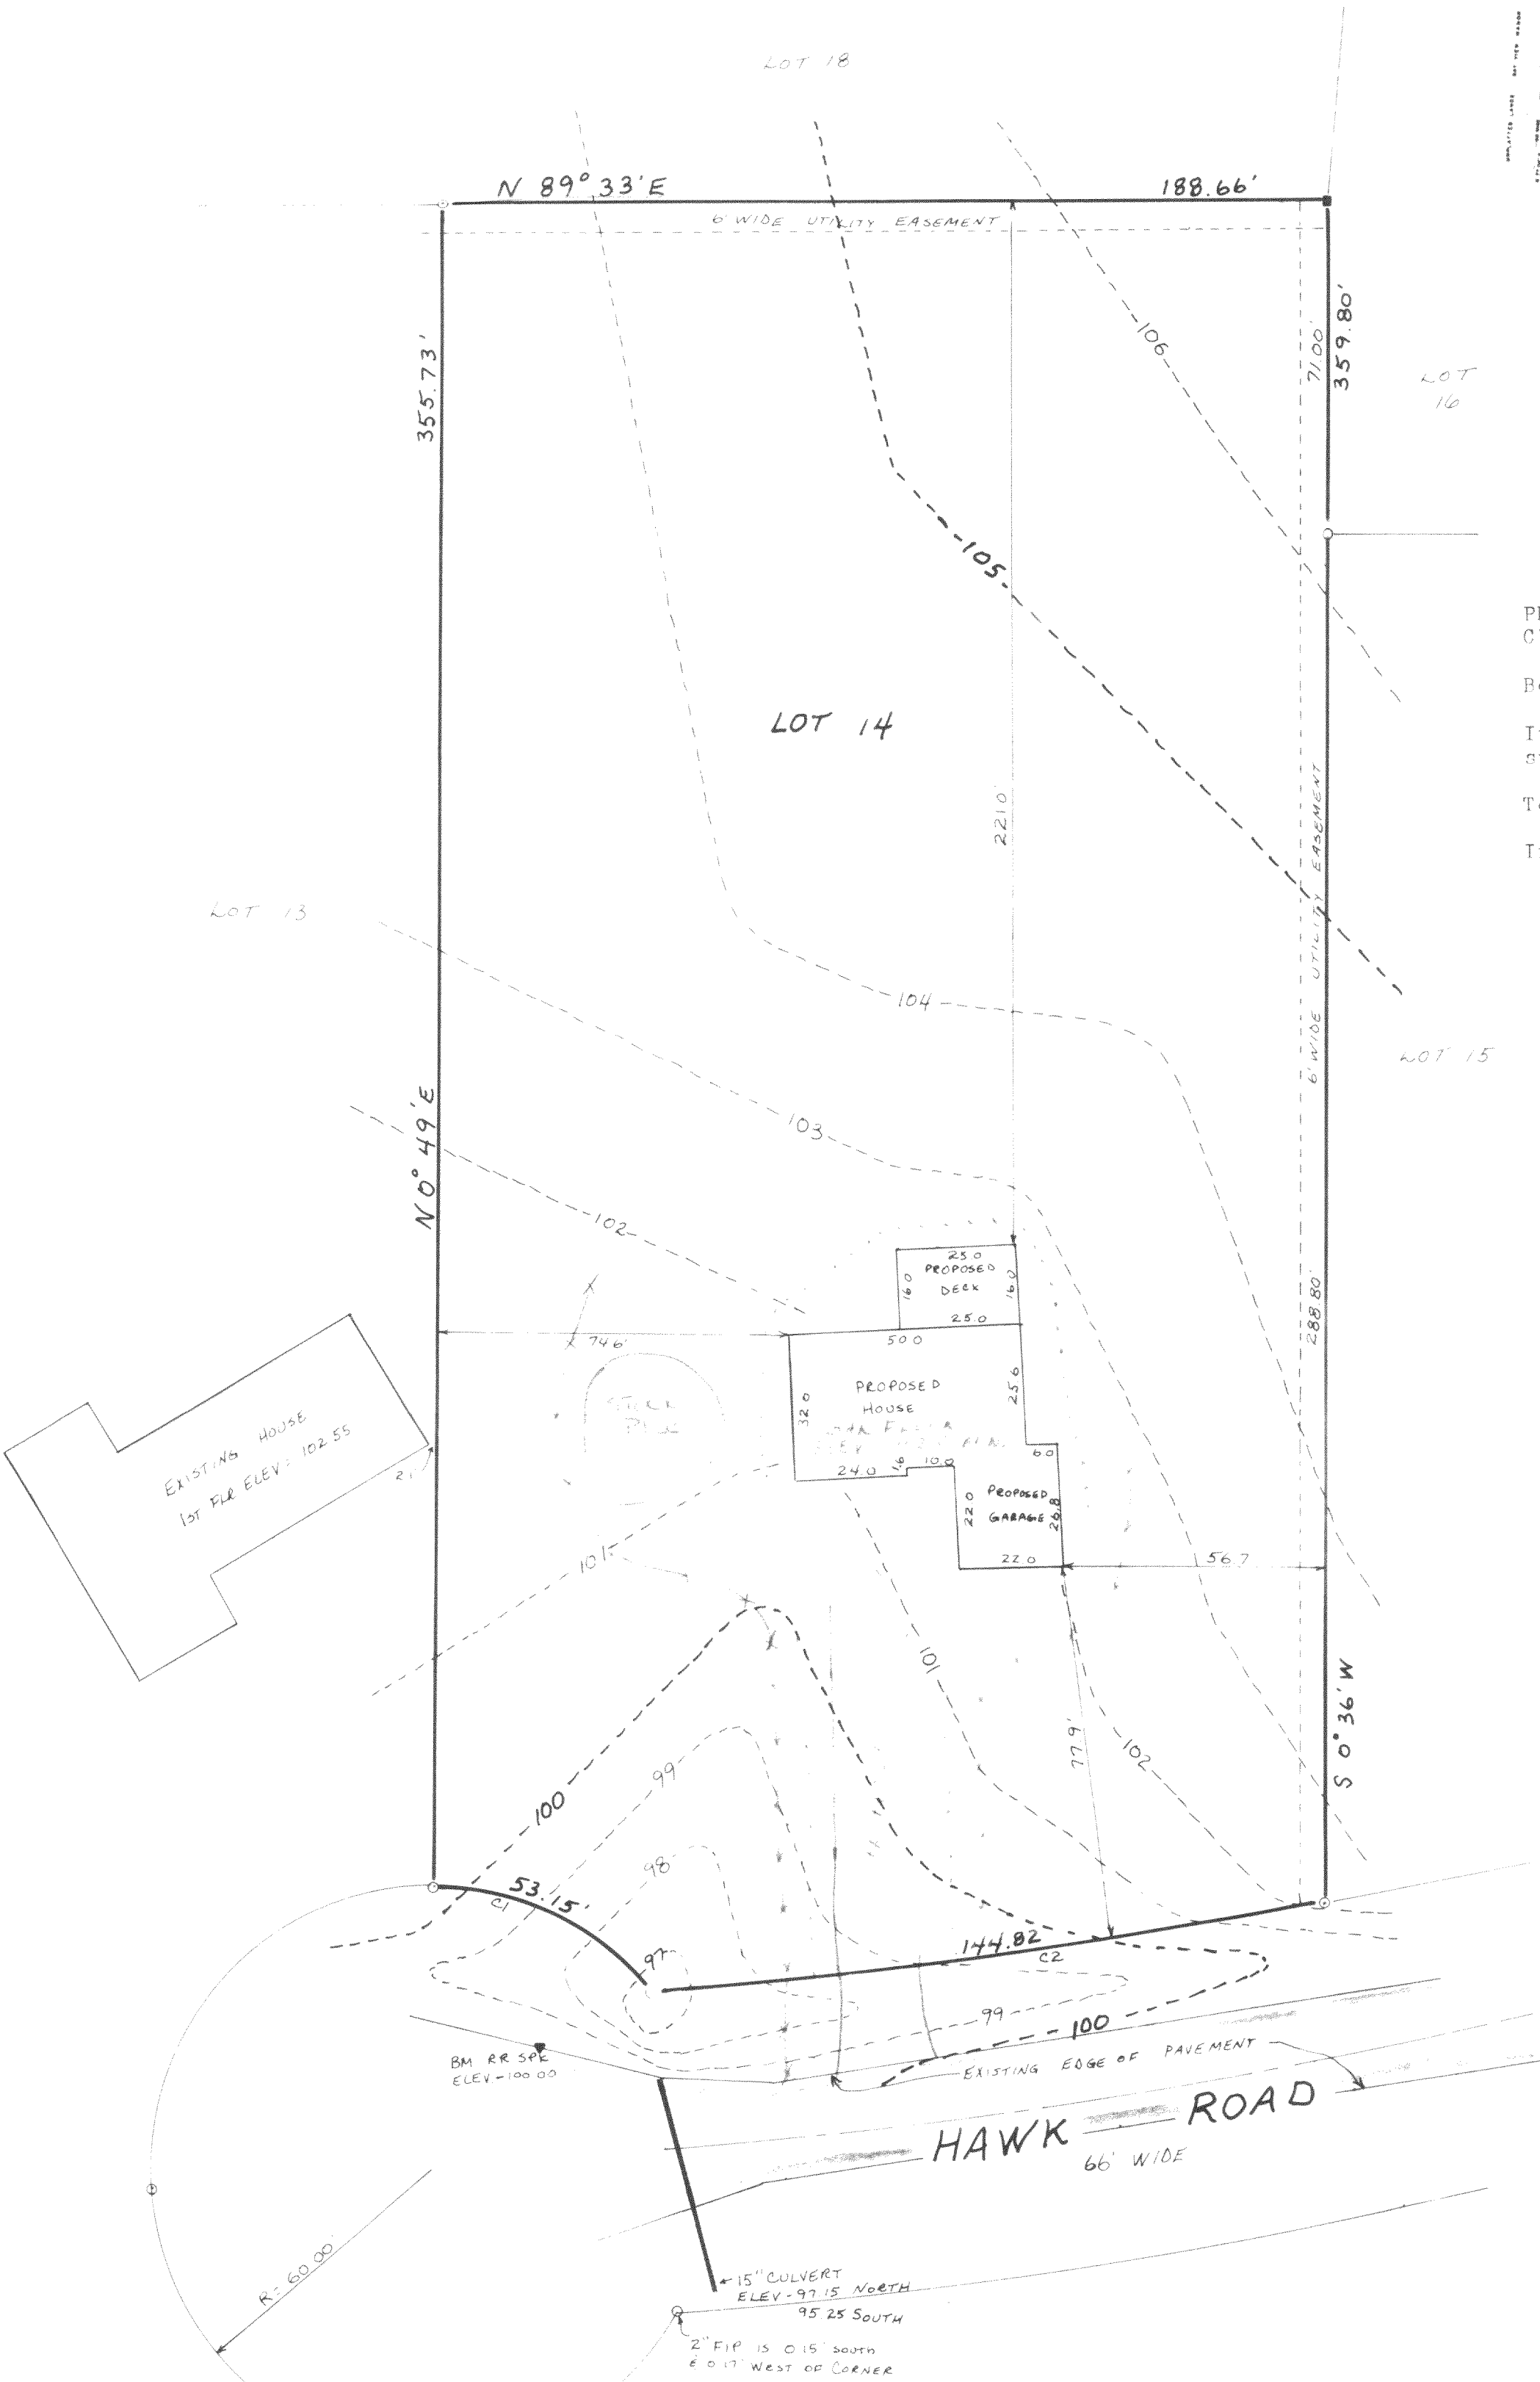 LOT 18
N 89° 33' E
188.66'
6' WIDE UTILITY EASEMENT
355.73'
106
71.00'
359.80'
LOT
16
105
LOT 14
221.0'
6' WIDE UTILITY EASEMENT
LOT 13
104
LOT 15
N 0° 49' E
103
102
25.0
PROPOSED
DECK
16.0
16.0
25.0
50.0
74.6'
288.80'
PROPOSED
HOUSE
32.0
25.6
EXISTING HOUSE
1ST FLR ELEV = 102.55
24.0
1.6
10.0
6.0
PROPOSED
GARAGE
22.0
26.8
22.0
56.7
101
101
77.9'
102
S 0° 36' W
99
100
98
53.15'
C1
97
144.82
C2
99
100
BM RR SPK
ELEV-100.00
EXISTING EDGE OF PAVEMENT
HAWK ROAD
66' WIDE
R=60.00'
15" CULVERT
ELEV-97.15 NORTH
95.25 SOUTH
2" FIP IS 0.15' SOUTH
& 0.17' WEST OF CORNER